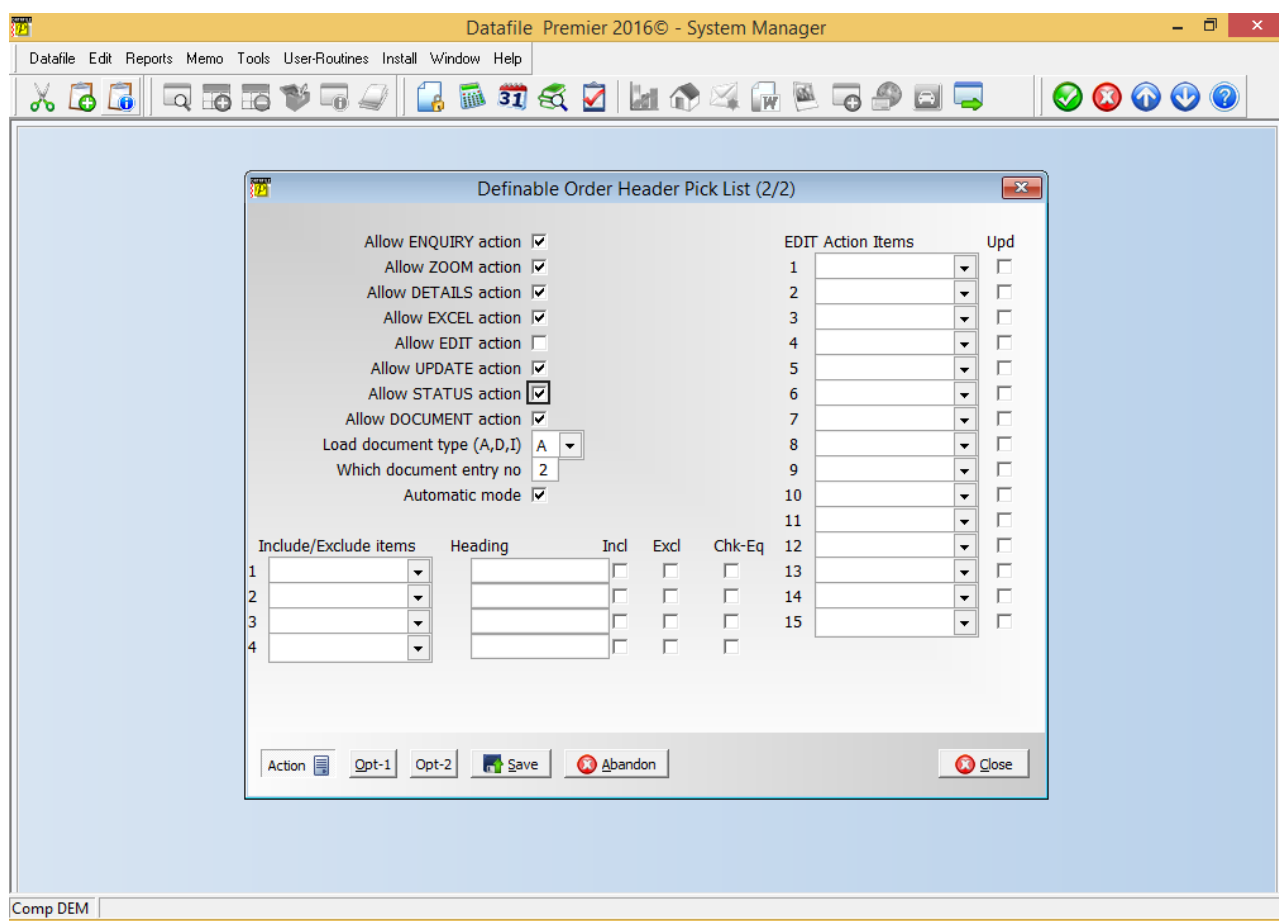 Datafile Premier 2016© - System Manager
Datafile Edit Reports Memo Tools User-Routines Install Window Help
31
W
?
Definable Order Header Pick List (2/2)
Allow ENQUIRY action
Allow ZOOM action
Allow DETAILS action
Allow EXCEL action
Allow EDIT action
Allow UPDATE action
Allow STATUS action
Allow DOCUMENT action
Load document type (A,D,I) A
Which document entry no 2
Automatic mode
EDIT Action Items Upd
1
2
3
4
5
6
7
8
9
10
11
12
13
14
15
Include/Exclude items Heading Incl Excl Chk-Eq
1
2
3
4
Action Opt-1 Opt-2 Save Abandon Close
Comp DEM